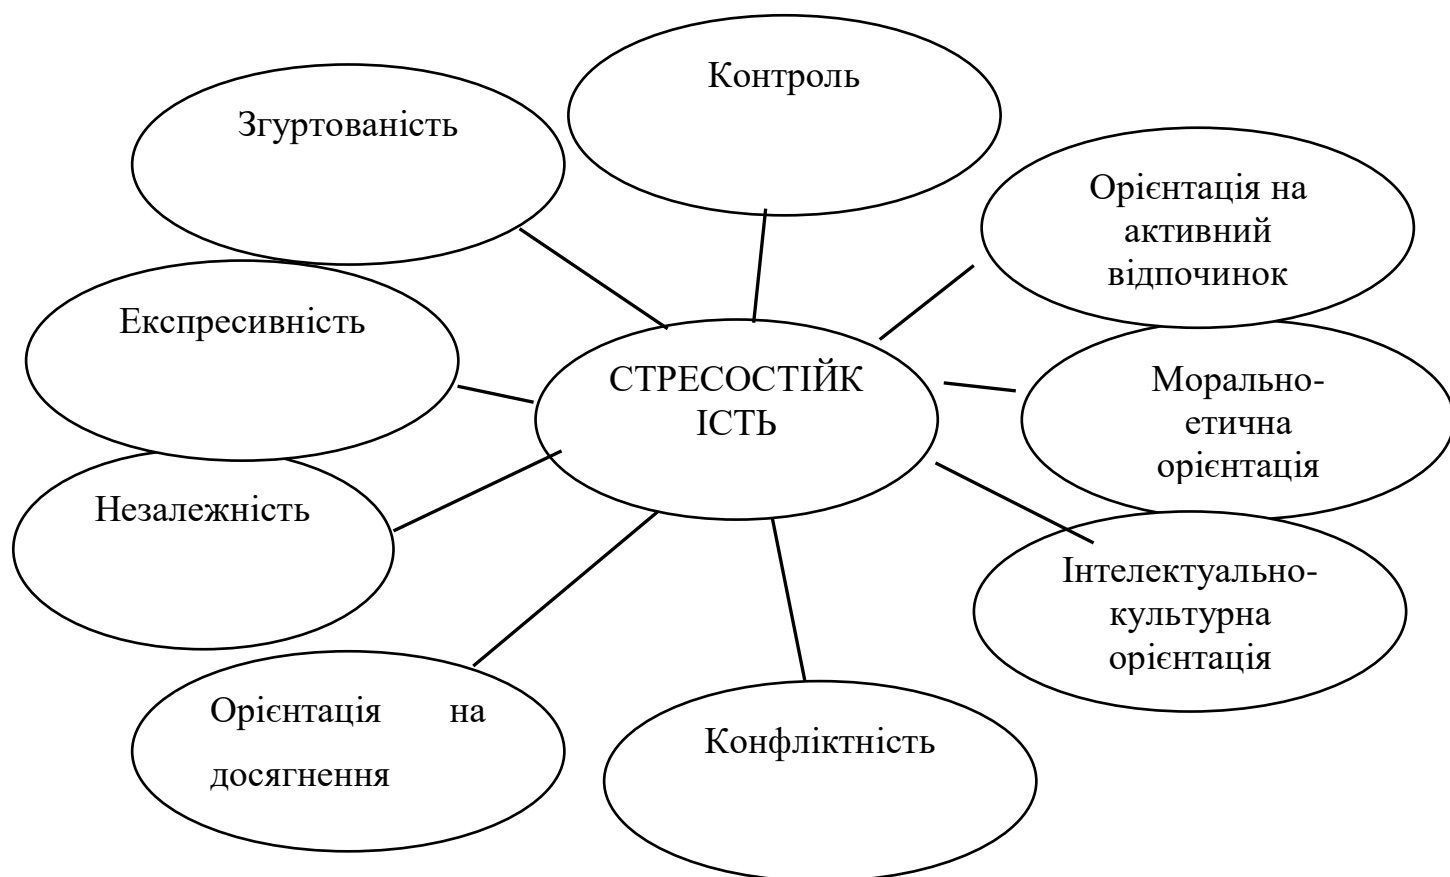 Контроль
Згуртованість
Орієнтація на
активний
відпочинок
Експресивність
СТРЕСОСТІЙК
ІСТЬ
Морально-
етична
орієнтація
Незалежність
Інтелектуально-
культурна
орієнтація
Орієнтація на
досягнення
Конфліктність